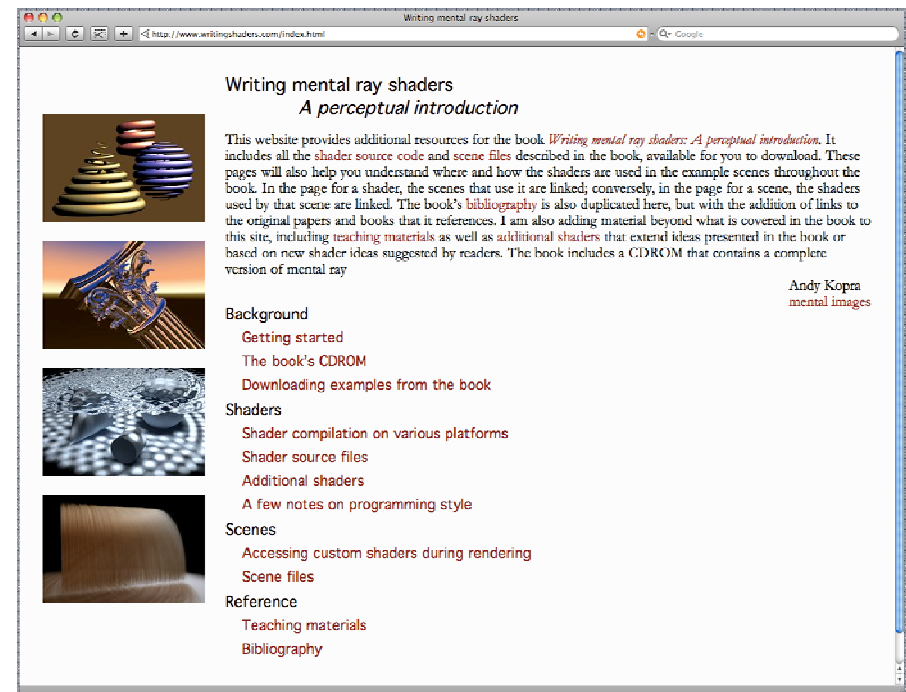 Writing mental ray shaders
http://www.writingshaders.com/index.html
Google
Writing mental ray shaders
A perceptual introduction
This website provides additional resources for the book Writing mental ray shaders: A perceptual introduction. It
includes all the shader source code and scene files described in the book, available for you to download. These
pages will also help you understand where and how the shaders are used in the example scenes throughout the
book. In the page for a shader, the scenes that use it are linked; conversely, in the page for a scene, the shaders
used by that scene are linked. The book's bibliography is also duplicated here, but with the addition of links to
the original papers and books that it references. I am also adding material beyond what is covered in the book to
this site, including teaching materials as well as additional shaders that extend ideas presented in the book or
based on new shader ideas suggested by readers. The book includes a CDROM that contains a complete
version of mental ray
Andy Kopra
mental images
Background
Getting started
The book's CDROM
Downloading examples from the book
Shaders
Shader compilation on various platforms
Shader source files
Additional shaders
A few notes on programming style
Scenes
Accessing custom shaders during rendering
Scene files
Reference
Teaching materials
Bibliography